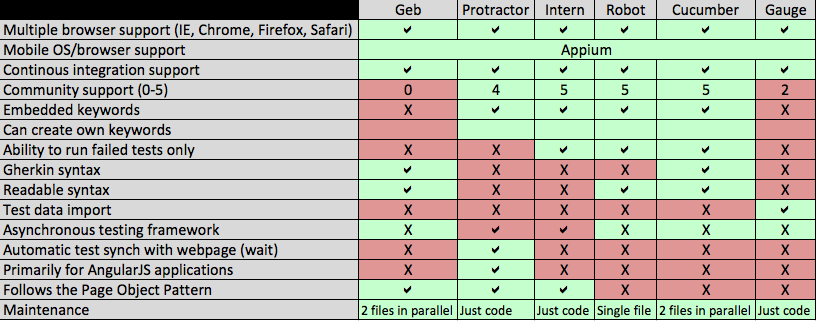 Geb Protractor Intern Robot Cucumber Gauge
Multiple browser support (IE, Chrome, Firefox, Safari) ✓ ✓ ✓ ✓ ✓ ✓
Mobile OS/browser support Appium
Continous integration support ✓ ✓ ✓ ✓ ✓ ✓
Community support (0-5) 0 4 5 5 5 2
Embedded keywords X ✓ ✓ ✓ ✓ X
Can create own keywords
Ability to run failed tests only X X ✓ ✓ ✓ X
Gherkin syntax ✓ X X X ✓ X
Readable syntax ✓ X X ✓ ✓ X
Test data import X X X X X ✓
Asynchronous testing framework X ✓ ✓ X X X
Automatic test synch with webpage (wait) X ✓ X X X X
Primarily for AngularJS applications X ✓ X X X X
Follows the Page Object Pattern ✓ ✓ ✓ X X X
Maintenance 2 files in parallel Just code Just code Single file 2 files in parallel Just code